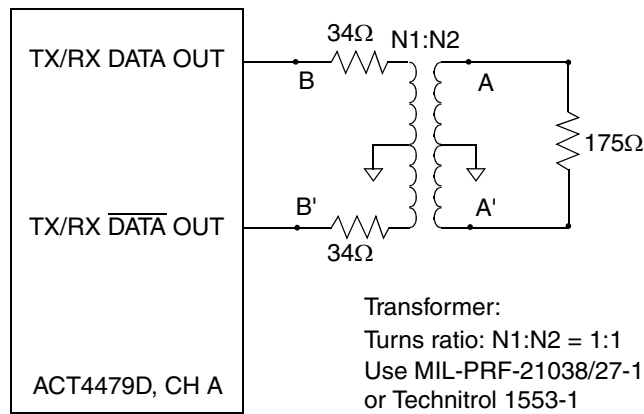 34Ω
N1:N2
TX/RX DATA OUT
B
A
175Ω
B'
A'
TX/RX DATA OUT
34Ω
Transformer:
Turns ratio: N1:N2 = 1:1
Use MIL-PRF-21038/27-1
or Technitrol 1553-1
ACT4479D, CH A